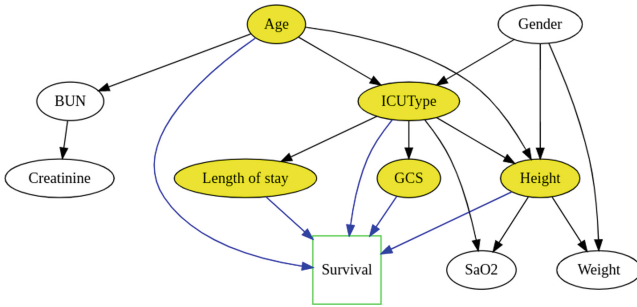 Age
Gender
BUN
ICUType
Creatinine
Length of stay
GCS
Height
Survival
SaO2
Weight